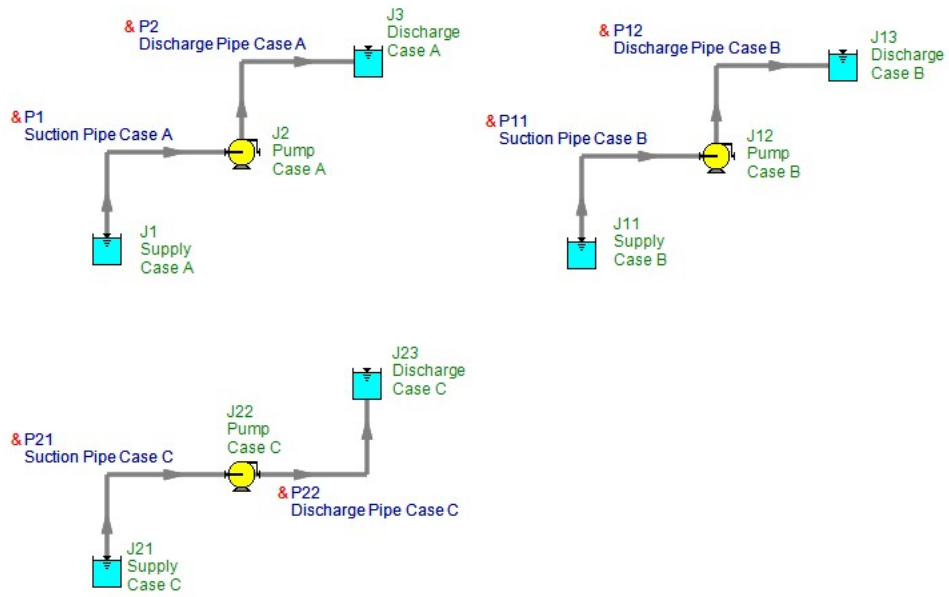 & P2
Discharge Pipe Case A
J3
Discharge
Case A
& P1
Suction Pipe Case A
J2
Pump
Case A
J1
Supply
Case A
& P12
Discharge Pipe Case B
J13
Discharge
Case B
& P11
Suction Pipe Case B
J12
Pump
Case B
J11
Supply
Case B
J23
Discharge
Case C
J22
Pump
Case C
& P21
Suction Pipe Case C
& P22
Discharge Pipe Case C
J21
Supply
Case C